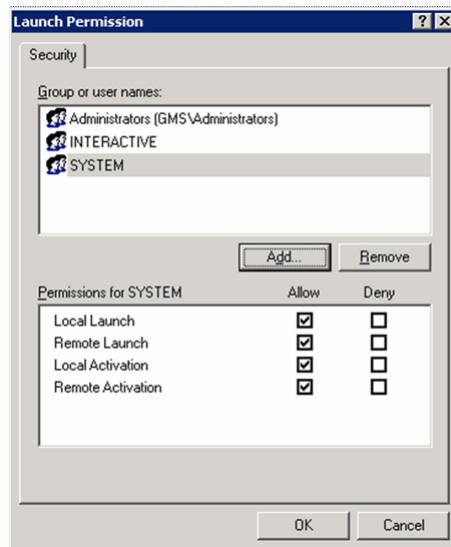 Launch Permission
Security
Group or user names:
Administrators (GMS\Administrators)
INTERACTIVE
SYSTEM
Add...
Remove
Permissions for SYSTEM Allow Deny
Local Launch
Remote Launch
Local Activation
Remote Activation
OK
Cancel